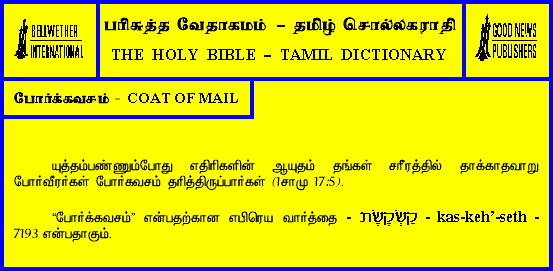 BELLWETHER
INTERNATIONAL
பரிசுத்த வேதாகமம் – தமிழ் சொல்லகராதி
THE HOLY BIBLE – TAMIL DICTIONARY
GOOD NEWS
PUBLISHERS
போர்க்கவசம் - COAT OF MAIL
யுத்தம்பண்ணும்போது எதிரிகளின் ஆயுதம் தங்கள் சரீரத்தில் தாக்காதவாறு
போர்வீரர்கள் போர்கவசம் தரித்திருப்பார்கள் (1சாமு 17:5).
“போர்க்கவசம்” என்பதற்கான எபிரெய வார்த்தை - קַשְׂקֶשֶׂת - kas-keh’-seth -
7193 என்பதாகும்.